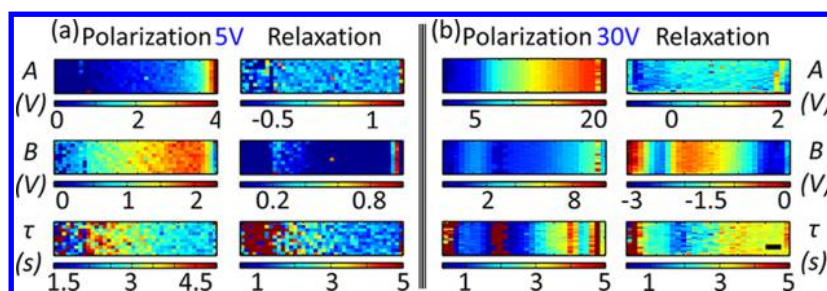 (a) Polarization 5V Relaxation (b) Polarization 30V Relaxation
A (V)
0 2 4 -0.5 1 5 20 0 2
B (V)
0 1 2 0.2 0.8 2 8 -3 -1.5 0
τ (s)
1.5 3 4.5 1 3 5 1 3 5 1 3 5